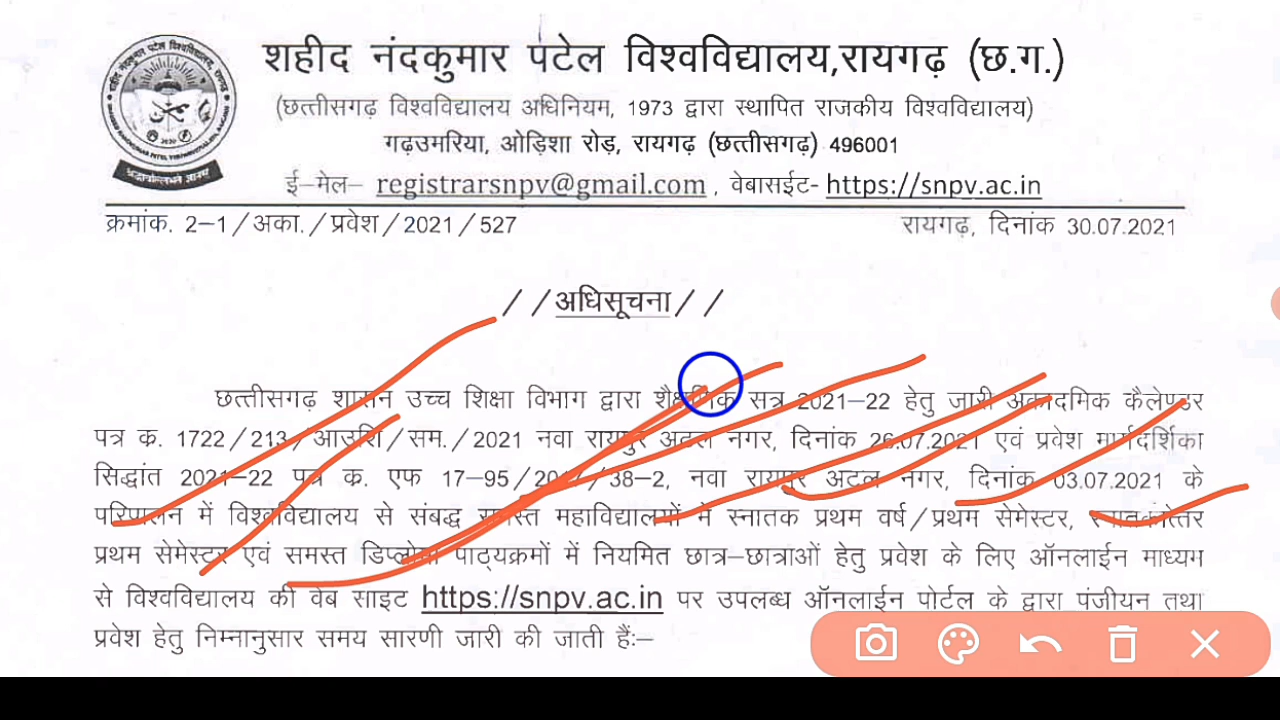 शहीद नंदकुमार पटेल विश्वविद्यालय,रायगढ़ (छ.ग.)
(छत्तीसगढ़ विश्वविद्यालय अधिनियम, 1973 द्वारा स्थापित राजकीय विश्वविद्यालय)
गढ़उमरिया, ओड़िशा रोड़, रायगढ़ (छत्तीसगढ़) 496001
ई-मेल- registrarsnpv@gmail.com , वेबासईट- https://snpv.ac.in
क्रमांक. 2-1/अका./प्रवेश/2021/527 रायगढ़, दिनांक 30.07.2021
//अधिसूचना//
छत्तीसगढ़ शासन उच्च शिक्षा विभाग द्वारा शैक्षणिक सत्र 2021-22 हेतु जारी अकादमिक कैलेण्डर
पत्र क. 1722/213/आउशि/सम./2021 नवा रायपुर अटल नगर, दिनांक 26.07.2021 एवं प्रवेश मार्गदर्शिका
सिद्धांत 2021-22 पत्र क. एफ 17-95/38-2, नवा रायपुर अटल नगर, दिनांक 03.07.2021 के
परिपालन में विश्वविद्यालय से संबद्ध समस्त महाविद्यालयों में स्नातक प्रथम वर्ष/प्रथम सेमेस्टर, स्नातकोत्तर
प्रथम सेमेस्टर एवं समस्त डिप्लोमा पाठ्यक्रमों में नियमित छात्र-छात्राओं हेतु प्रवेश के लिए ऑनलाईन माध्यम
से विश्वविद्यालय की वेब साइट https://snpv.ac.in पर उपलब्ध ऑनलाईन पोर्टल के द्वारा पंजीयन तथा
प्रवेश हेतु निम्नानुसार समय सारणी जारी की जाती हैः-